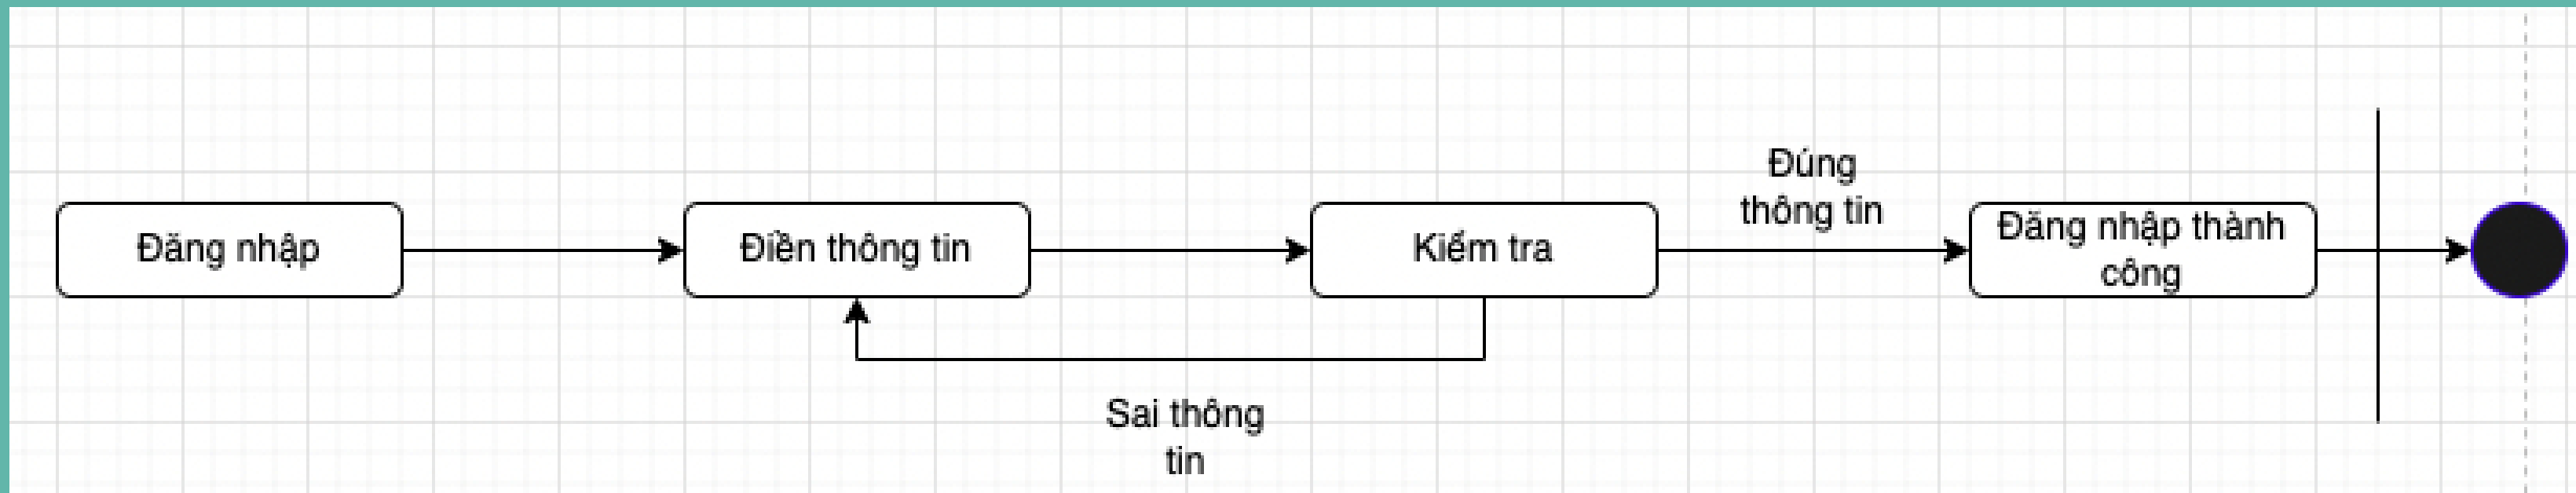 Đăng nhập
Điền thông tin
Kiểm tra
Đúng
thông tin
Đăng nhập thành
công
Sai thông
tin